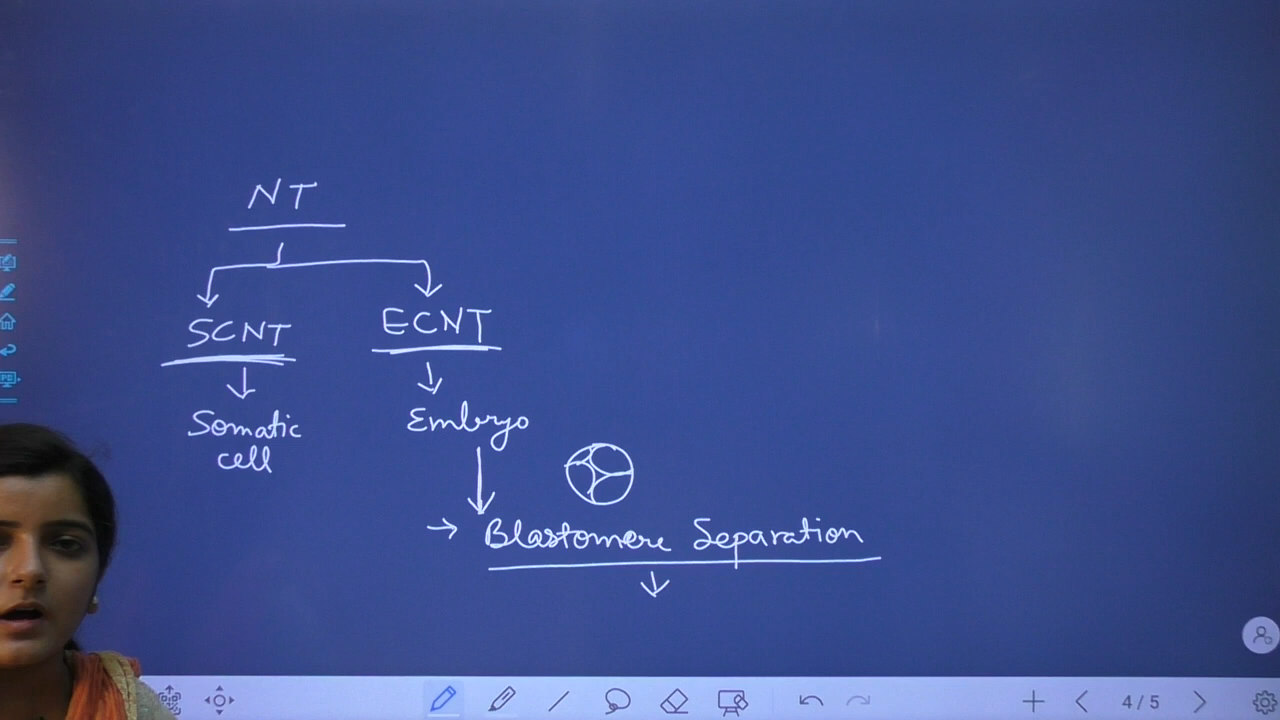 NT
SCNT ECNT
Somatic
cell
Embryo
Blastomere Separation
4/5